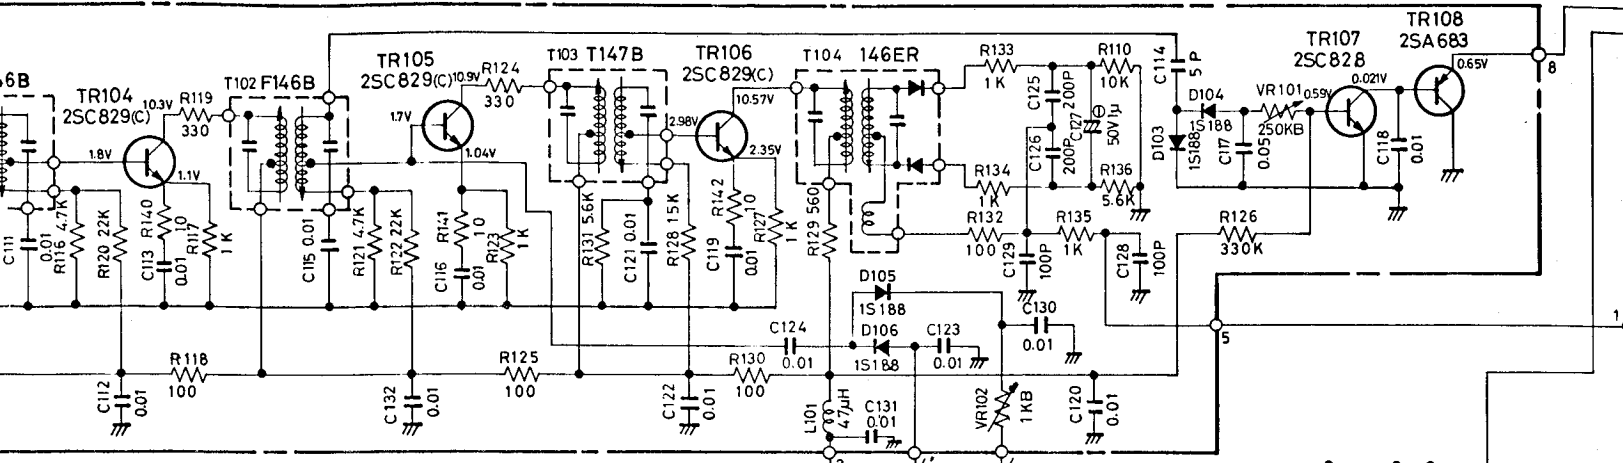 46B
TR104
2SC829(C)
10.3V
R119
330
1.8V
1.1V
C111
0.01
R116 4.7K
R120 22K
R140
10
C113
0.01
R117
1K
T102 F146B
C115 0.01
R121 4.7K
R122 22K
TR105
2SC829(C)
10.9V
1.7V
1.04V
R124
330
R141
10
C116
0.01
R123
1K
T103 T147B
2.98V
R131 5.6K
C121 0.01
R128 15K
TR106
2SC829(C)
10.57V
2.35V
R142
10
C119
0.01
R127
1K
T104 146ER
R129 560
R133
1K
C125
200P
R110
10K
C126
200P
C127
50V1µ
R134
1K
R136
5.6K
R132
100
R135
1K
C129
100P
C128
100P
C114
5P
D104
1S188
D103
1S188
C117
0.05
VR101
250KB
0.59V
TR107
2SC828
0.021V
C118
0.01
TR108
2SA683
0.65V
8
R126
330K
D105
1S188
D106
1S188
C124
0.01
C123
0.01
C130
0.01
5
1
R118
100
C112
0.01
R125
100
C132
0.01
R130
100
C122
0.01
L101
47µH
C131
0.01
VR102
1KB
C120
0.01